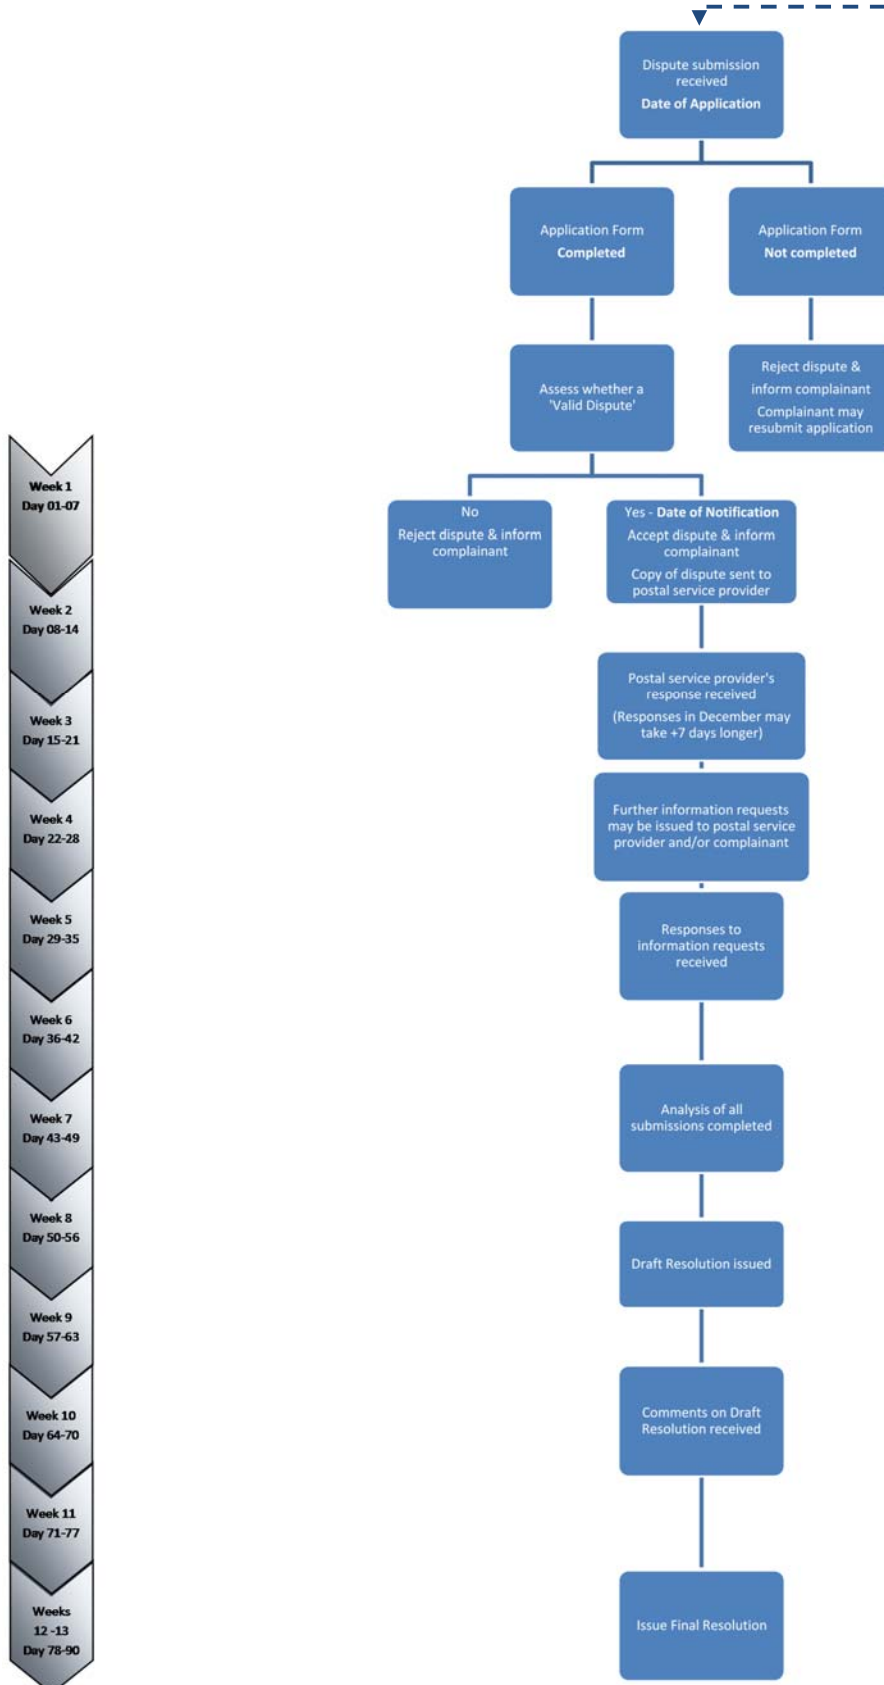 Dispute submission
received
Date of Application
Application Form
Completed
Application Form
Not completed
Assess whether a
'Valid Dispute'
Reject dispute &
inform complainant
Complainant may
resubmit application
Week 1
Day 01-07
No
Reject dispute & inform
complainant
Yes - Date of Notification
Accept dispute & inform
complainant
Copy of dispute sent to
postal service provider
Week 2
Day 08-14
Postal service provider's
response received
(Responses in December may
take +7 days longer)
Week 3
Day 15-21
Week 4
Day 22-28
Further information requests
may be issued to postal service
provider and/or complainant
Week 5
Day 29-35
Responses to
information requests
received
Week 6
Day 36-42
Week 7
Day 43-49
Analysis of all
submissions completed
Week 8
Day 50-56
Draft Resolution issued
Week 9
Day 57-63
Week 10
Day 64-70
Comments on Draft
Resolution received
Week 11
Day 71-77
Weeks
12 -13
Day 78-90
Issue Final Resolution